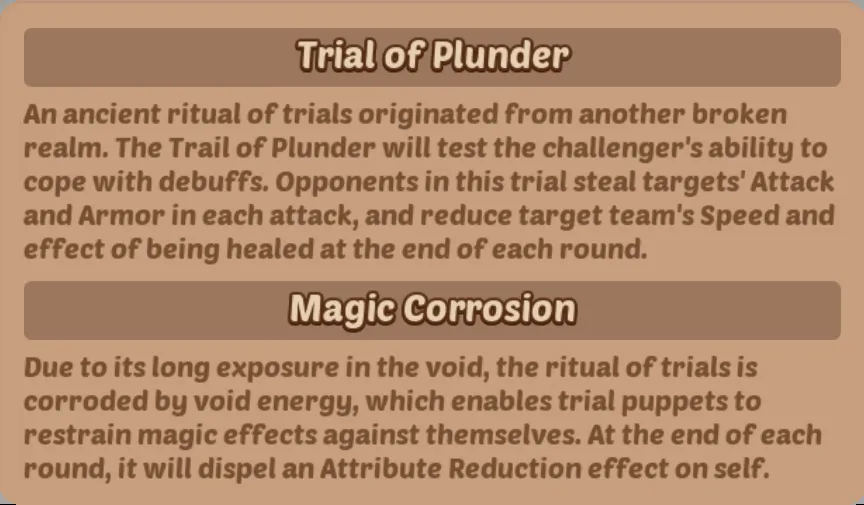 Trial of Plunder
An ancient ritual of trials originated from another broken
realm. The Trail of Plunder will test the challenger's ability to
cope with debuffs. Opponents in this trial steal targets' Attack
and Armor in each attack, and reduce target team's Speed and
effect of being healed at the end of each round.
Magic Corrosion
Due to its long exposure in the void, the ritual of trials is
corroded by void energy, which enables trial puppets to
restrain magic effects against themselves. At the end of each
round, it will dispel an Attribute Reduction effect on self.